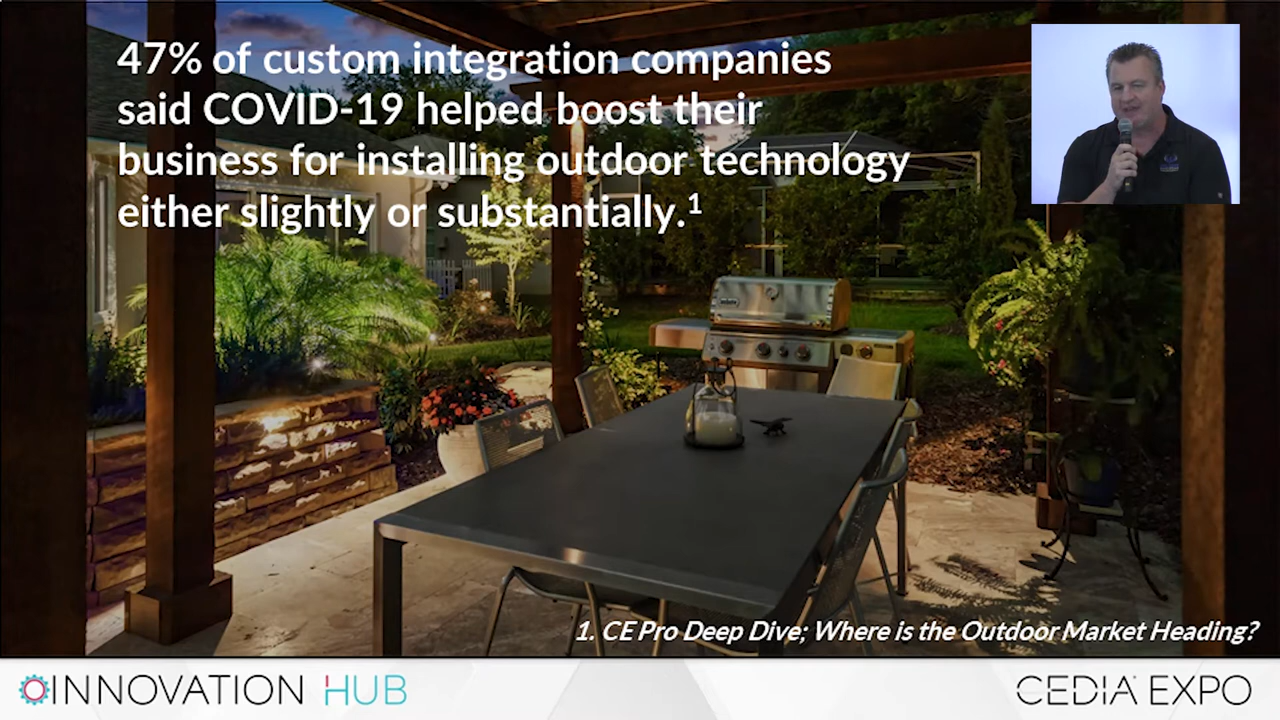 47% of custom integration companies
said COVID-19 helped boost their
business for installing outdoor technology
either slightly or substantially.1
1. CE Pro Deep Dive; Where is the Outdoor Market Heading?
INNOVATION HUB
CEDIA EXPO